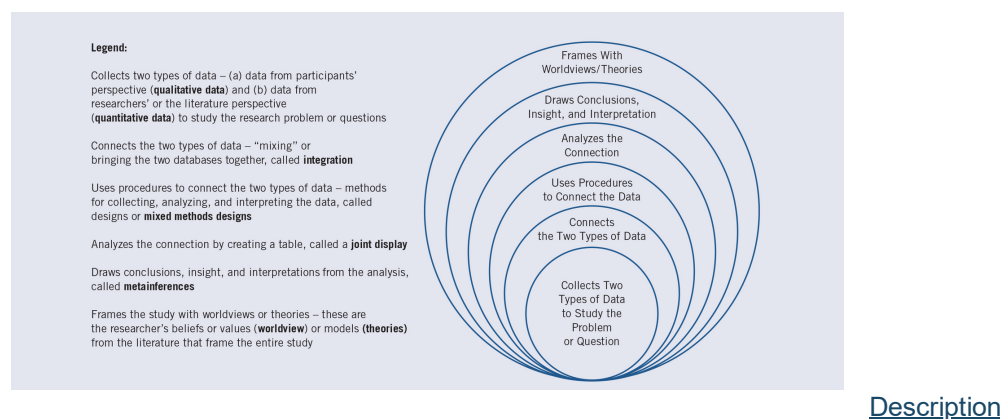 Legend:
Collects two types of data – (a) data from participants’
perspective (qualitative data) and (b) data from
researchers’ or the literature perspective
(quantitative data) to study the research problem or questions
Connects the two types of data – “mixing” or
bringing the two databases together, called integration
Uses procedures to connect the two types of data – methods
for collecting, analyzing, and interpreting the data, called
designs or mixed methods designs
Analyzes the connection by creating a table, called a joint display
Draws conclusions, insight, and interpretations from the analysis,
called metainferences
Frames the study with worldviews or theories – these are
the researcher’s beliefs or values (worldview) or models (theories)
from the literature that frame the entire study
Frames With
Worldviews/Theories
Draws Conclusions,
Insight, and Interpretation
Analyzes the
Connection
Uses Procedures
to Connect the Data
Connects
the Two Types of Data
Collects Two
Types of Data
to Study the
Problem
or Question
Description